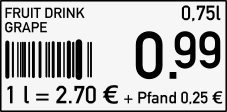 FRUIT DRINK 0,75l
GRAPE
0.99
1 l = 2.70 € + Pfand 0,25 €